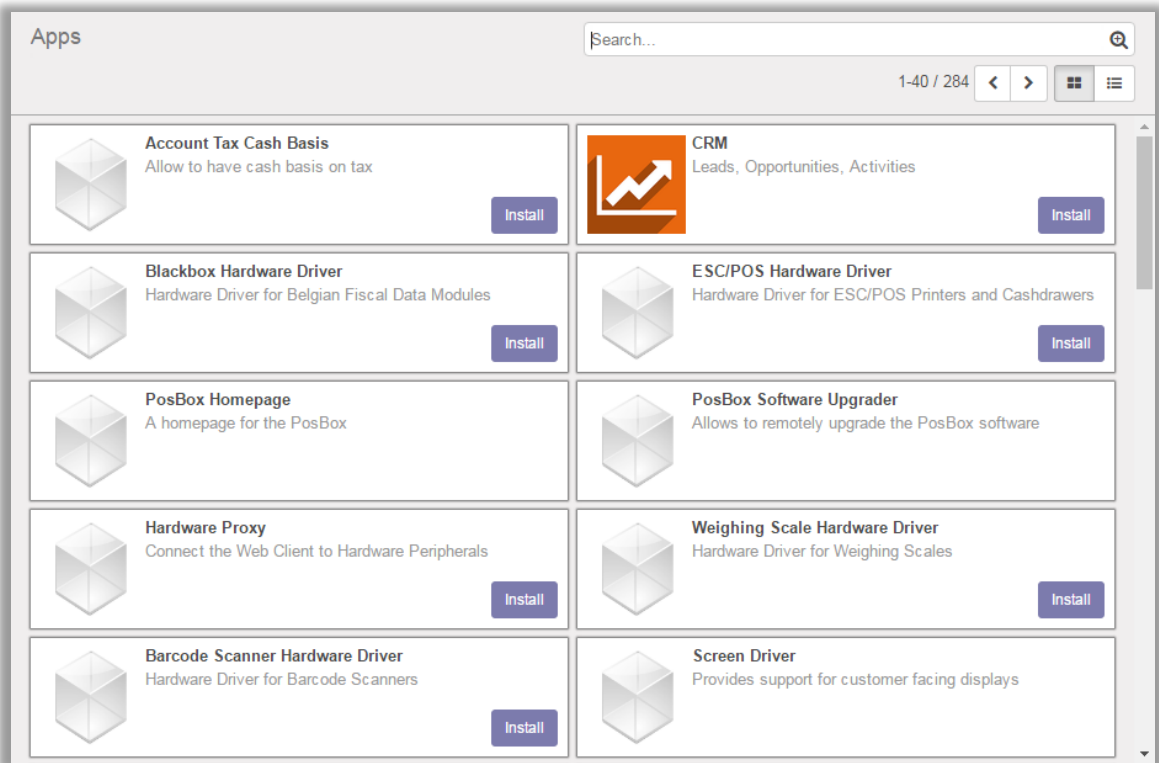 Apps
Search...
1-40 / 284
Account Tax Cash Basis
Allow to have cash basis on tax
Install
CRM
Leads, Opportunities, Activities
Install
Blackbox Hardware Driver
Hardware Driver for Belgian Fiscal Data Modules
Install
ESC/POS Hardware Driver
Hardware Driver for ESC/POS Printers and Cashdrawers
Install
PosBox Homepage
A homepage for the PosBox
PosBox Software Upgrader
Allows to remotely upgrade the PosBox software
Hardware Proxy
Connect the Web Client to Hardware Peripherals
Install
Weighing Scale Hardware Driver
Hardware Driver for Weighing Scales
Install
Barcode Scanner Hardware Driver
Hardware Driver for Barcode Scanners
Install
Screen Driver
Provides support for customer facing displays